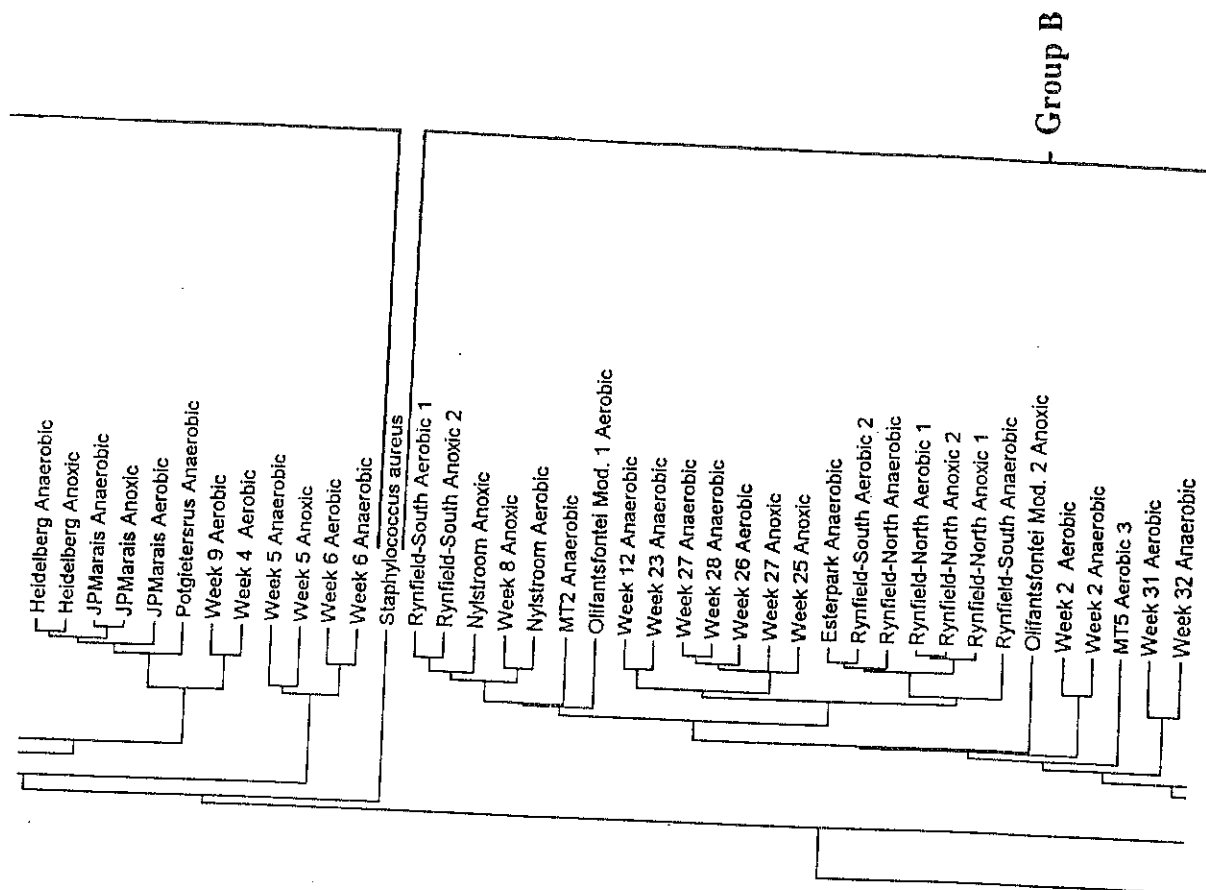 Heidelberg Anaerobic
Heidelberg Anoxic
JPMarais Anaerobic
JPMarais Anoxic
JPMarais Aerobic
Potgietersrus Anaerobic
Week 9 Aerobic
Week 4 Aerobic
Week 5 Anaerobic
Week 5 Anoxic
Week 6 Aerobic
Week 6 Anaerobic
Staphylococcus aureus
Rynfield-South Aerobic 1
Rynfield-South Anoxic 2
Nylstroom Anoxic
Week 8 Anoxic
Nylstroom Aerobic
MT2 Anaerobic
Olifantsfontel Mod. 1 Aerobic
Week 12 Anaerobic
Week 23 Anaerobic
Week 27 Anaerobic
Week 28 Anaerobic
Week 26 Aerobic
Week 27 Anoxic
Week 25 Anoxic
Esterpark Anaerobic
Rynfield-South Aerobic 2
Rynfield-North Anaerobic
Rynfield-North Aerobic 1
Rynfield-North Anoxic 2
Rynfield-North Anoxic 1
Rynfield-South Anaerobic
Olifantsfontel Mod. 2 Anoxic
Week 2 Aerobic
Week 2 Anaerobic
MT5 Aerobic 3
Week 31 Aerobic
Week 32 Anaerobic
Group B